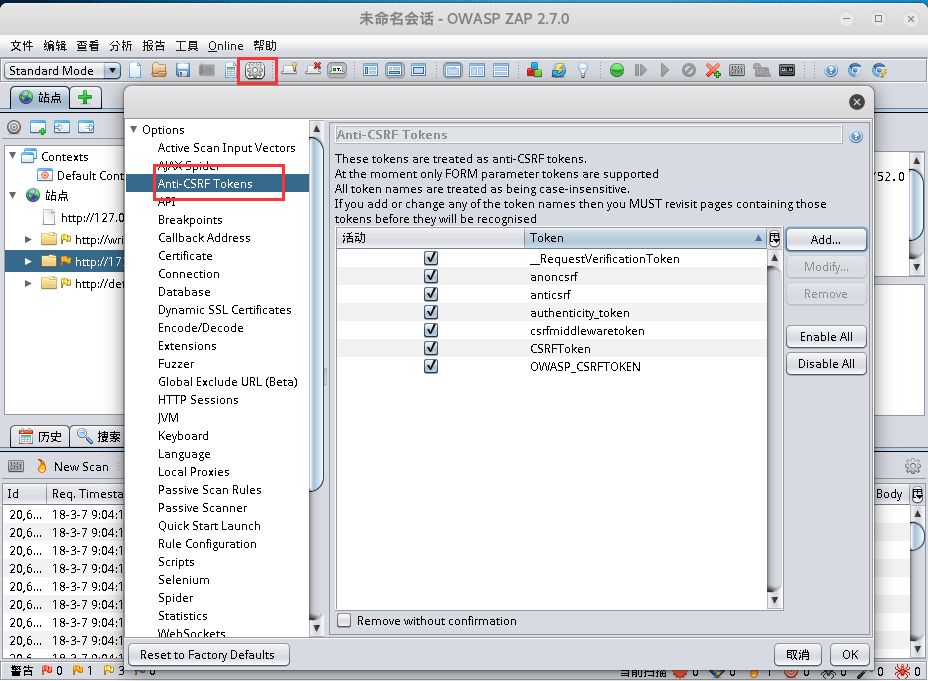 未命名会话 - OWASP ZAP 2.7.0
文件 编辑 查看 分析 报告 工具 Online 帮助
Standard Mode
站点
Options
Active Scan Input Vectors
AJAX Spider
Anti-CSRF Tokens
API
Breakpoints
Callback Address
Certificate
Connection
Database
Dynamic SSL Certificates
Encode/Decode
Extensions
Fuzzer
Global Exclude URL (Beta)
HTTP Sessions
JVM
Keyboard
Language
Local Proxies
Passive Scan Rules
Passive Scanner
Quick Start Launch
Rule Configuration
Scripts
Selenium
Spider
Statistics
WebSockets
Anti-CSRF Tokens
These tokens are treated as anti-CSRF tokens.
At the moment only FORM parameter tokens are supported
All token names are treated as being case-insensitive.
If you add or change any of the token names then you MUST revisit pages containing those
tokens before they will be recognised
活动 Token
__RequestVerificationToken
anoncsrf
anticsrf
authenticity_token
csrfmiddlewaretoken
CSRFToken
OWASP_CSRFTOKEN
Add...
Modify...
Remove
Enable All
Disable All
Remove without confirmation
Reset to Factory Defaults
取消
OK
Contexts
Default Cont
站点
http://127.0
http://wri
http://17
http://det
/52.0
历史 搜索
New Scan
Id Req. Timesta
Body
20,6... 18-3-7 9:04:1
20,6... 18-3-7 9:04:1
20,6... 18-3-7 9:04:1
20,6... 18-3-7 9:04:1
20,6... 18-3-7 9:04:1
20,6... 18-3-7 9:04:1
20,6... 18-3-7 9:04:1
20,6... 18-3-7 9:04:1
警告 0 1 3 0
当前扫描 0 0 1 0 0 0 0